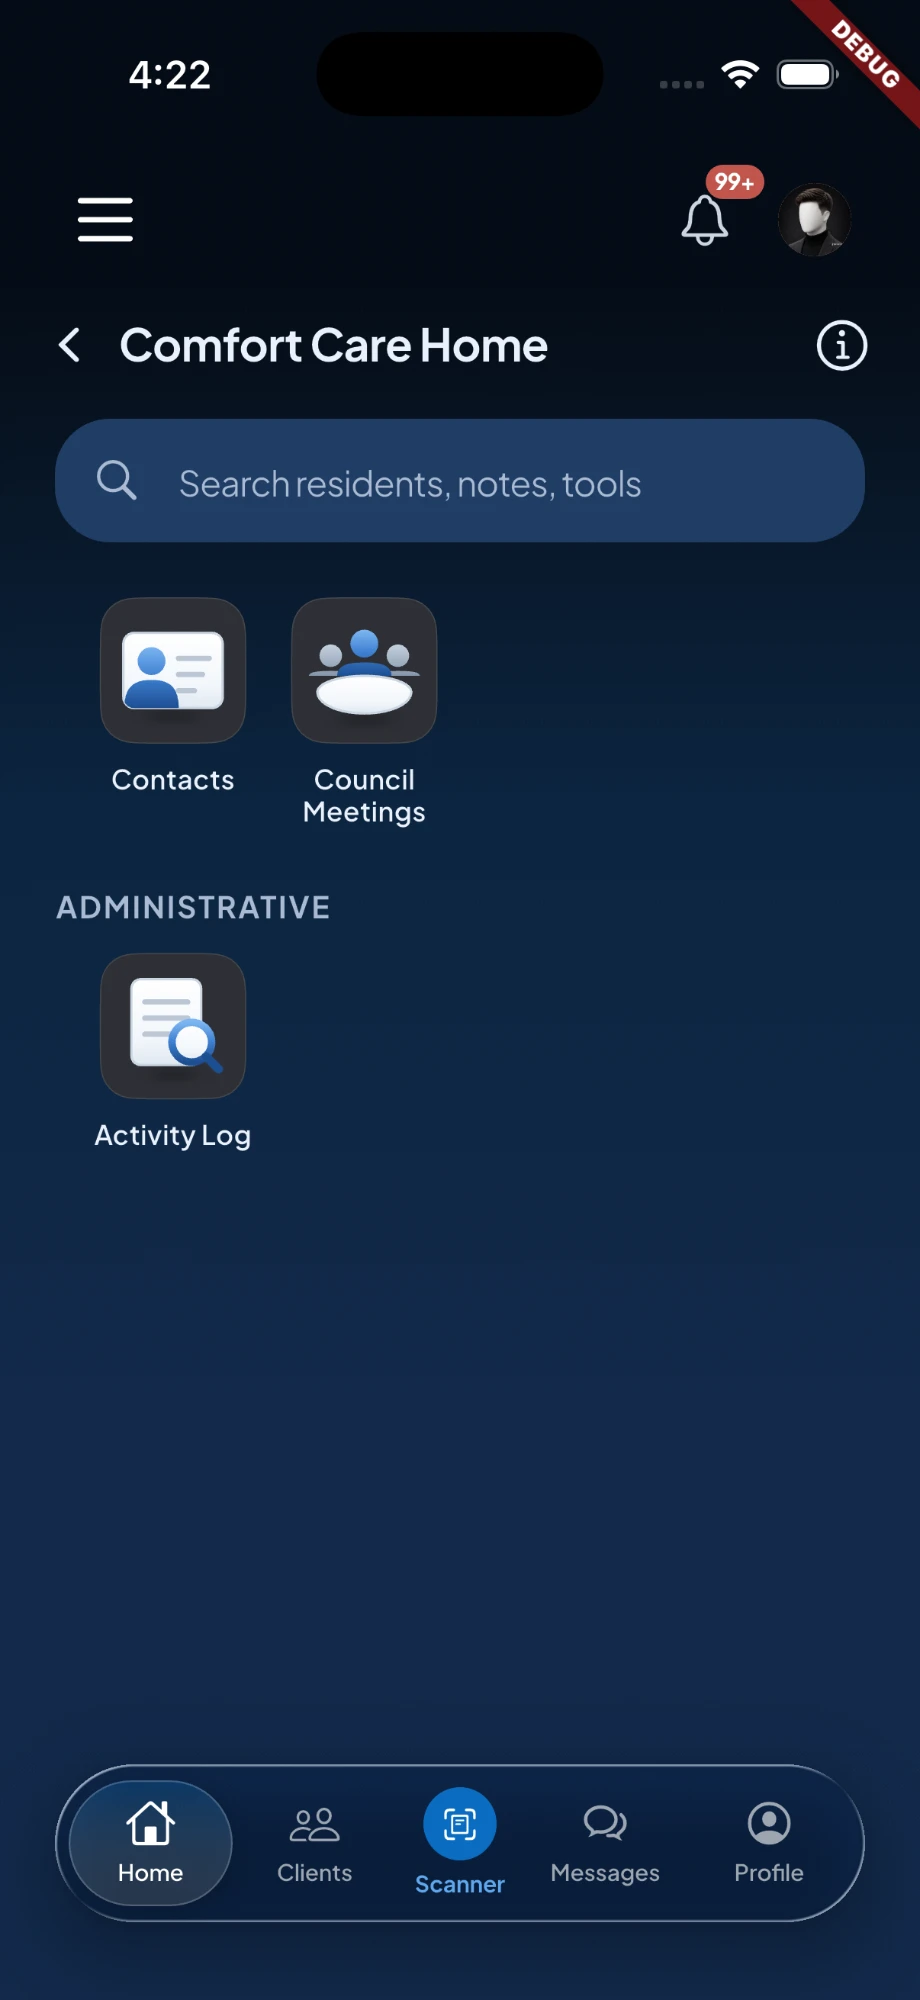 4:22
DEBUG
99+
Comfort Care Home
Search residents, notes, tools
Contacts
Council
Meetings
ADMINISTRATIVE
Activity Log
Home
Clients
Scanner
Messages
Profile